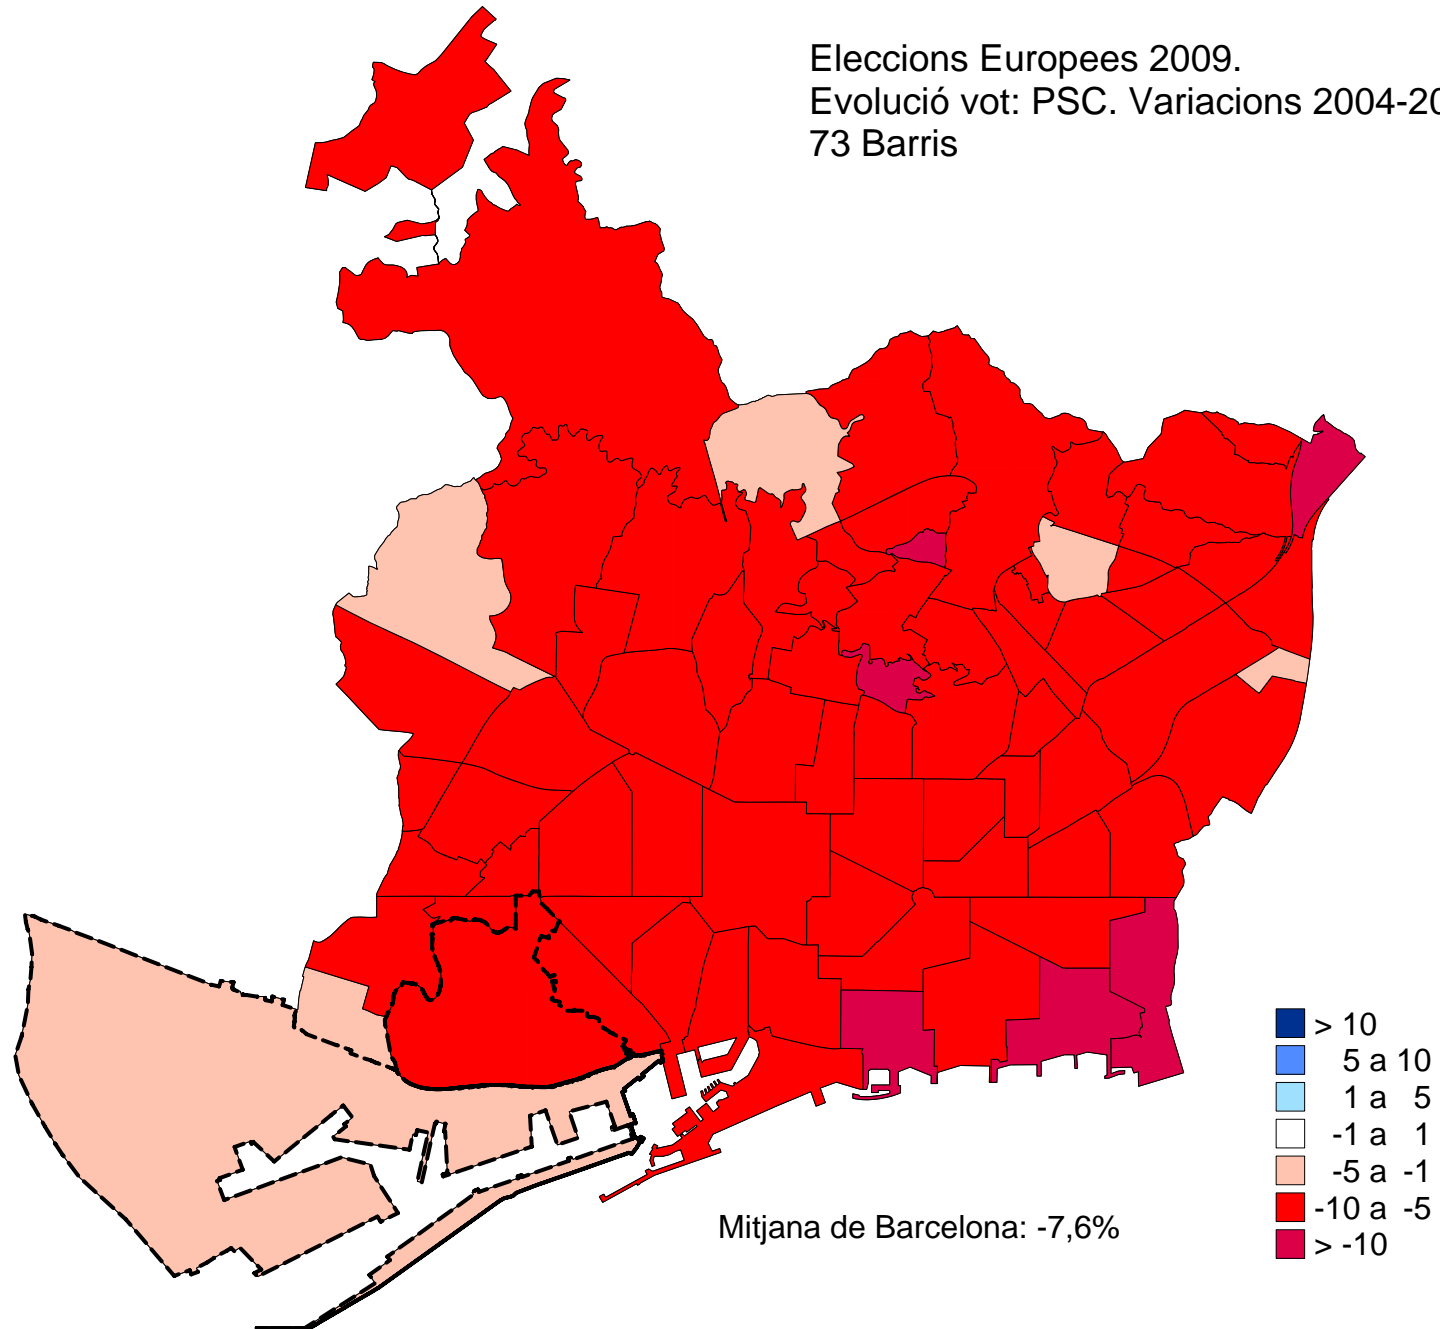 Eleccions Europees 2009.
Evolució vot: PSC. Variacions 2004-20
73 Barris
> 10
5 a 10
1 a 5
-1 a 1
-5 a -1
-10 a -5
> -10
Mitjana de Barcelona: -7,6%